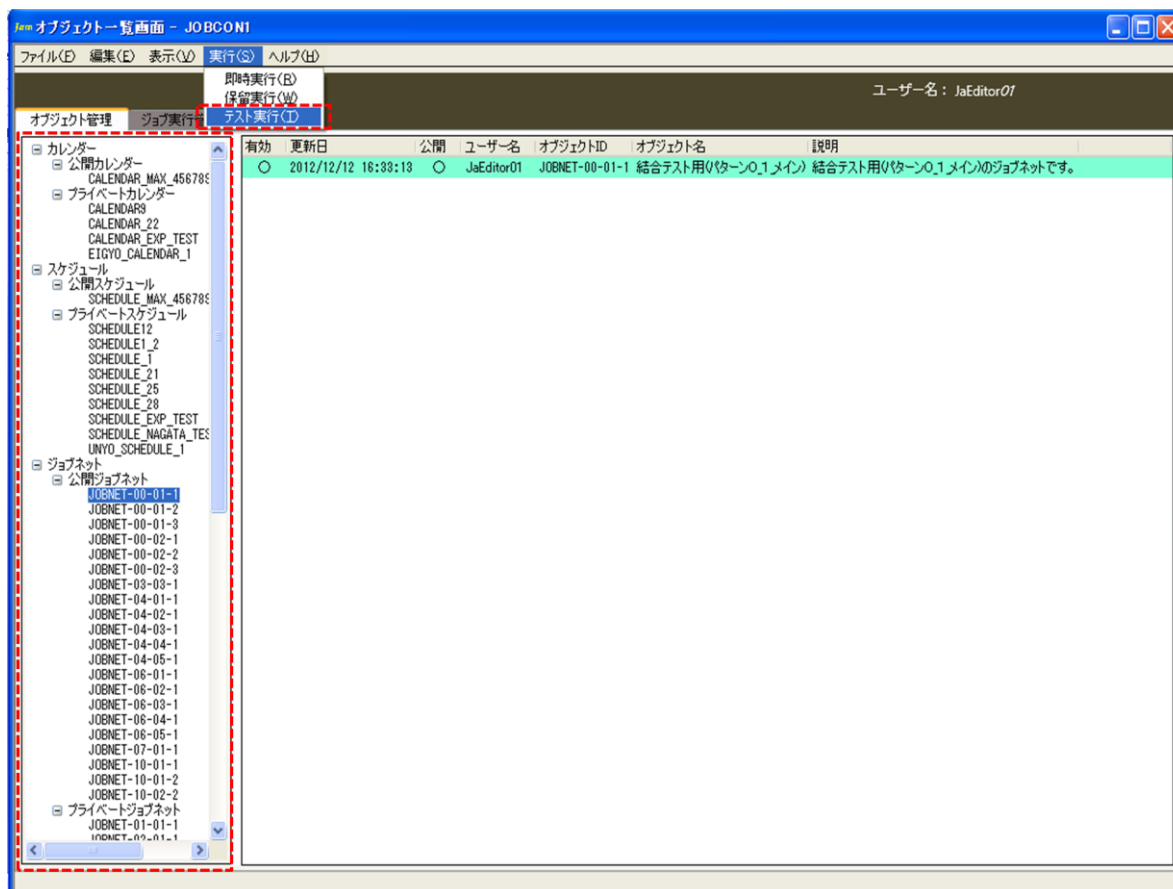 Jam オブジェクト一覧画面 - JOBCON1
ファイル(F) 編集(E) 表示(V) 実行(S) ヘルプ(H)
即時実行(R)
保留実行(W)
テスト実行(T)
ユーザー名: JaEditor01
オブジェクト管理 ジョブ実行
カレンダー
公開カレンダー
CALENDAR_MAX_456789
プライベートカレンダー
CALENDAR9
CALENDAR_22
CALENDAR_EXP_TEST
EIGYO_CALENDAR_1
スケジュール
公開スケジュール
SCHEDULE_MAX_456789
プライベートスケジュール
SCHEDULE12
SCHEDULE1_2
SCHEDULE_1
SCHEDULE_21
SCHEDULE_25
SCHEDULE_28
SCHEDULE_EXP_TEST
SCHEDULE_NAGATA_TES
UNYO_SCHEDULE_1
ジョブネット
公開ジョブネット
JOBNET-00-01-1
JOBNET-00-01-2
JOBNET-00-01-3
JOBNET-00-02-1
JOBNET-00-02-2
JOBNET-00-02-3
JOBNET-03-03-1
JOBNET-04-01-1
JOBNET-04-02-1
JOBNET-04-03-1
JOBNET-04-04-1
JOBNET-04-05-1
JOBNET-06-01-1
JOBNET-06-02-1
JOBNET-06-03-1
JOBNET-06-04-1
JOBNET-06-05-1
JOBNET-07-01-1
JOBNET-10-01-1
JOBNET-10-01-2
JOBNET-10-02-2
プライベートジョブネット
JOBNET-01-01-1
JOBNET-02-01-1
有効 更新日 公開 ユーザー名 オブジェクトID オブジェクト名 説明
○ 2012/12/12 16:33:13 ○ JaEditor01 JOBNET-00-01-1 結合テスト用(パターン0_1_メイン) 結合テスト用(パターン0_1_メイン)のジョブネットです。